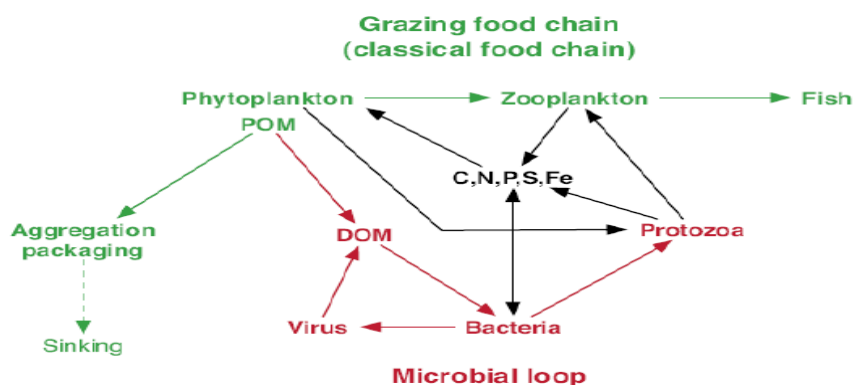 Grazing food chain
(classical food chain)
Phytoplankton
Zooplankton
Fish
POM
C,N,P,S,Fe
Aggregation
packaging
DOM
Protozoa
Sinking
Virus
Bacteria
Microbial loop